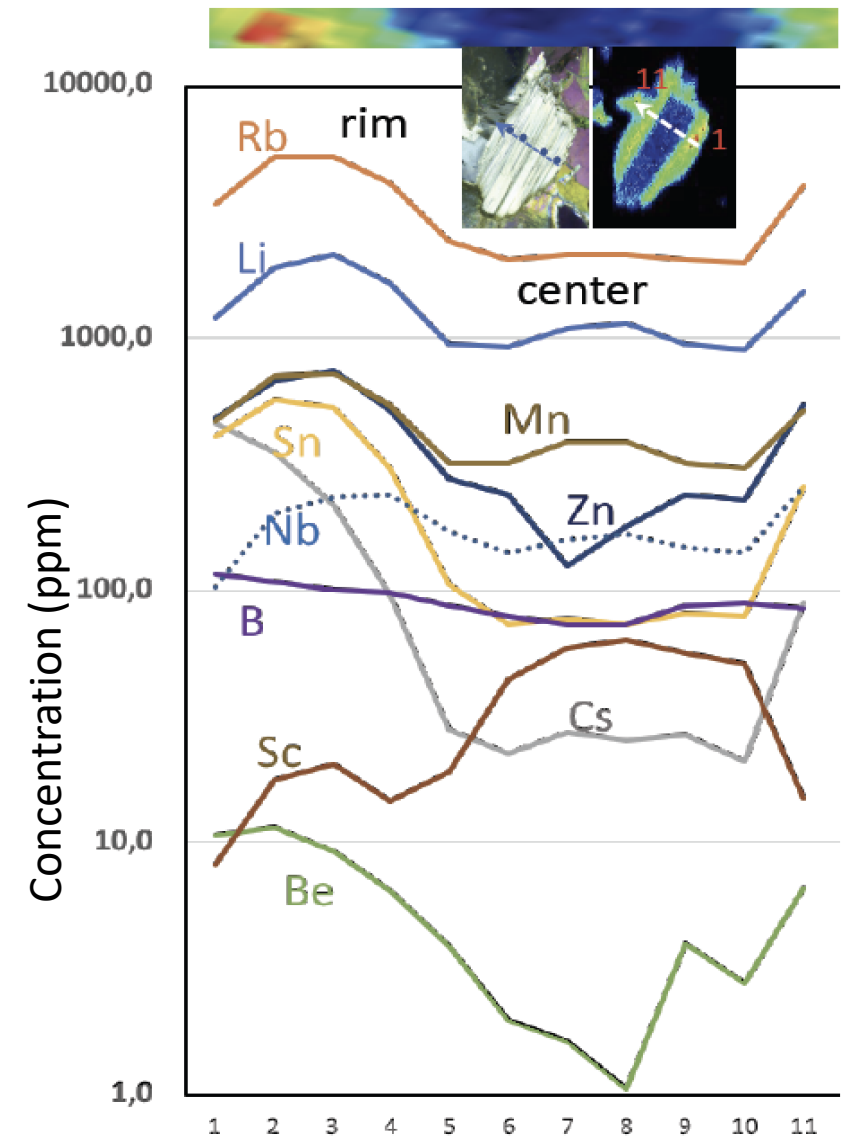 10000,0
Rb
rim
11
1
Li
center
1000,0
Mn
Sn
Zn
Nb
100,0
B
Cs
Sc
10,0
Be
1,0
Concentration (ppm)
1 2 3 4 5 6 7 8 9 10 11